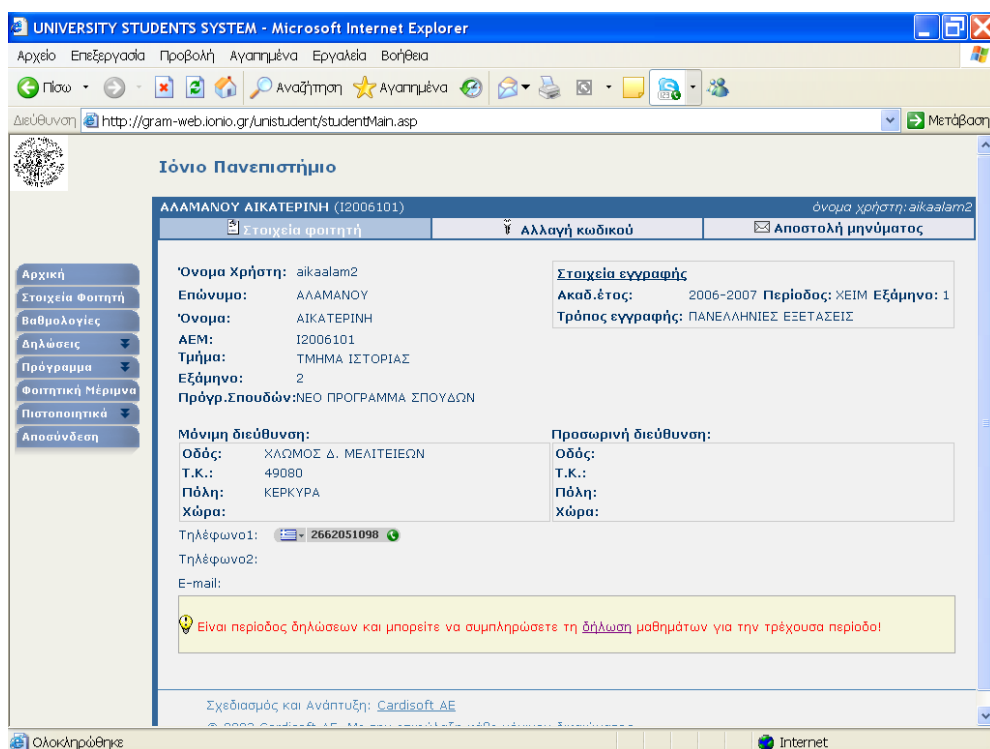 UNIVERSITY STUDENTS SYSTEM - Microsoft Internet Explorer
Αρχείο Επεξεργασία Προβολή Αγαπημένα Εργαλεία Βοήθεια
Πίσω Αναζήτηση Αγαπημένα
Διεύθυνση http://gram-web.ionio.gr/unistudent/studentMain.asp Μετάβαση
Ιόνιο Πανεπιστήμιο
ΑΛΑΜΑΝΟΥ ΑΙΚΑΤΕΡΙΝΗ (Ι2006101) όνομα χρήστη: aikaalam2
Στοιχεία φοιτητή Αλλαγή κωδικού Αποστολή μηνύματος
Αρχική
Στοιχεία Φοιτητή
Βαθμολογίες
Δηλώσεις
Πρόγραμμα
Φοιτητική Μέριμνα
Πιστοποιητικά
Αποσύνδεση
Όνομα Χρήστη: aikaalam2
Επώνυμο: ΑΛΑΜΑΝΟΥ
Όνομα: ΑΙΚΑΤΕΡΙΝΗ
ΑΕΜ: Ι2006101
Τμήμα: ΤΜΗΜΑ ΙΣΤΟΡΙΑΣ
Εξάμηνο: 2
Πρόγρ.Σπουδών:ΝΕΟ ΠΡΟΓΡΑΜΜΑ ΣΠΟΥΔΩΝ
Στοιχεία εγγραφής
Ακαδ.έτος: 2006-2007 Περίοδος: ΧΕΙΜ Εξάμηνο: 1
Τρόπος εγγραφής: ΠΑΝΕΛΛΗΝΙΕΣ ΕΞΕΤΑΣΕΙΣ
Μόνιμη διεύθυνση:
Οδός: ΧΛΩΜΟΣ Δ. ΜΕΛΙΤΕΙΕΩΝ
Τ.Κ.: 49080
Πόλη: ΚΕΡΚΥΡΑ
Χώρα:
Προσωρινή διεύθυνση:
Οδός:
Τ.Κ.:
Πόλη:
Χώρα:
Τηλέφωνο1: 2662051098
Τηλέφωνο2:
E-mail:
Είναι περίοδος δηλώσεων και μπορείτε να συμπληρώσετε τη δήλωση μαθημάτων για την τρέχουσα περίοδο!
Σχεδιασμός και Ανάπτυξη: Cardisoft AE
Ολοκληρώθηκε Internet